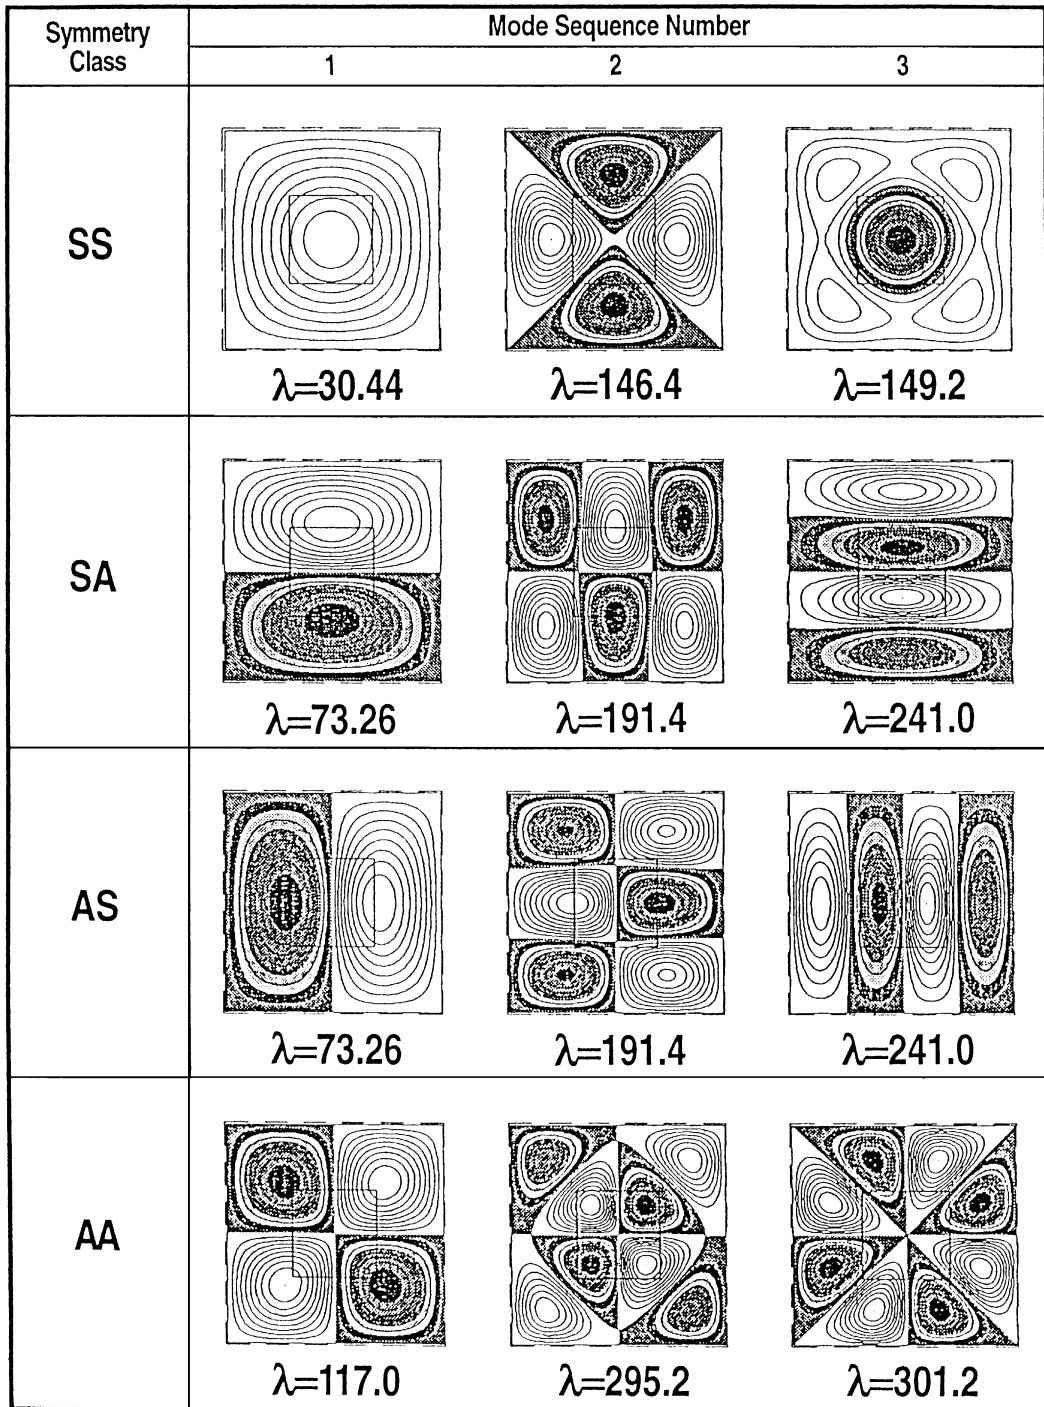 Symmetry Class
Mode Sequence Number
1 2 3
SS
λ=30.44 λ=146.4 λ=149.2
SA
λ=73.26 λ=191.4 λ=241.0
AS
λ=73.26 λ=191.4 λ=241.0
AA
λ=117.0 λ=295.2 λ=301.2